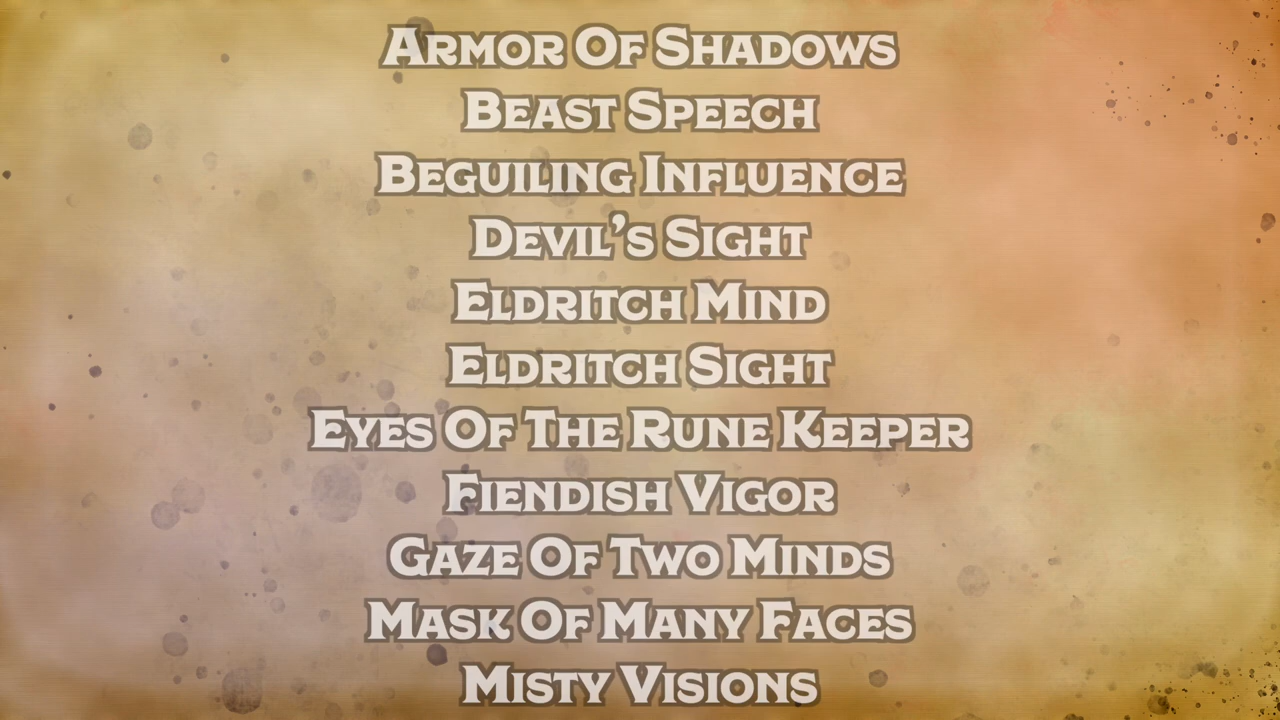 Armor Of Shadows
Beast Speech
Beguiling Influence
Devil's Sight
Eldritch Mind
Eldritch Sight
Eyes Of The Rune Keeper
Fiendish Vigor
Gaze Of Two Minds
Mask Of Many Faces
Misty Visions